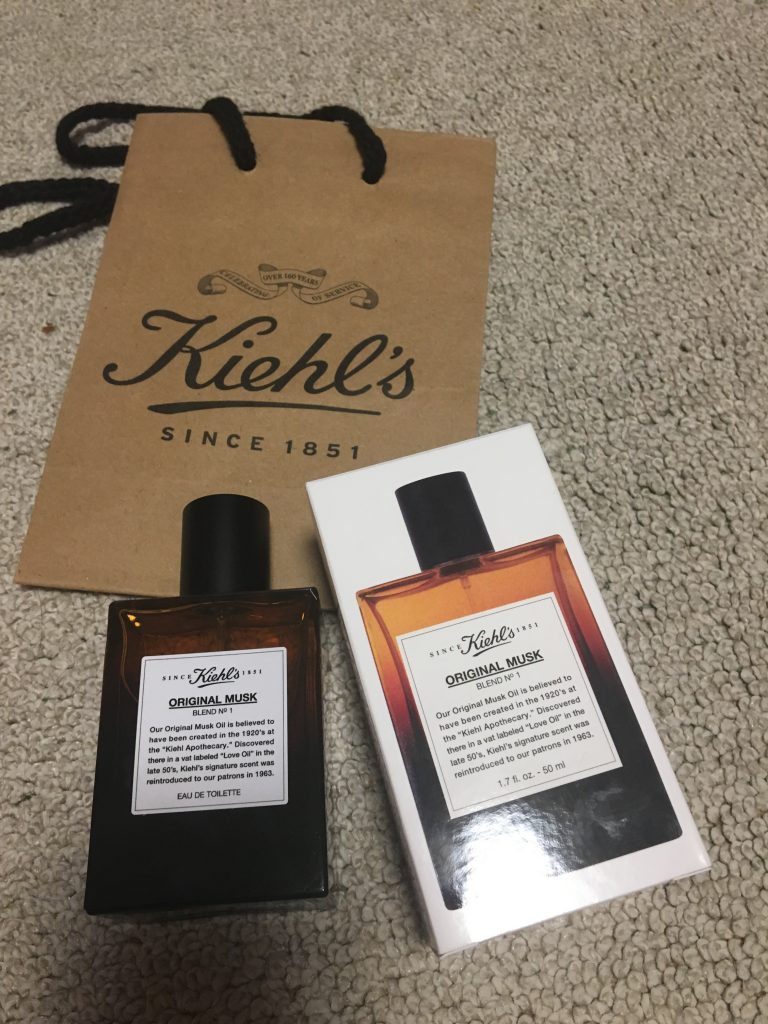 CELEBRATING
OVER 160 YEARS
OF SERVICE
Kiehl's
SINCE 1851
SINCE Kiehl's 1851
ORIGINAL MUSK
BLEND Nº 1
Our Original Musk Oil is believed to
have been created in the 1920's at
the "Kiehl Apothecary." Discovered
there in a vat labeled "Love Oil" in the
late 50's, Kiehl's signature scent was
reintroduced to our patrons in 1963.
EAU DE TOILETTE
SINCE Kiehl's 1851
ORIGINAL MUSK
BLEND Nº 1
Our Original Musk Oil is believed to
have been created in the 1920's at
the "Kiehl Apothecary." Discovered
there in a vat labeled "Love Oil" in the
late 50's, Kiehl's signature scent was
reintroduced to our patrons in 1963.
1.7 fl. oz. - 50 ml